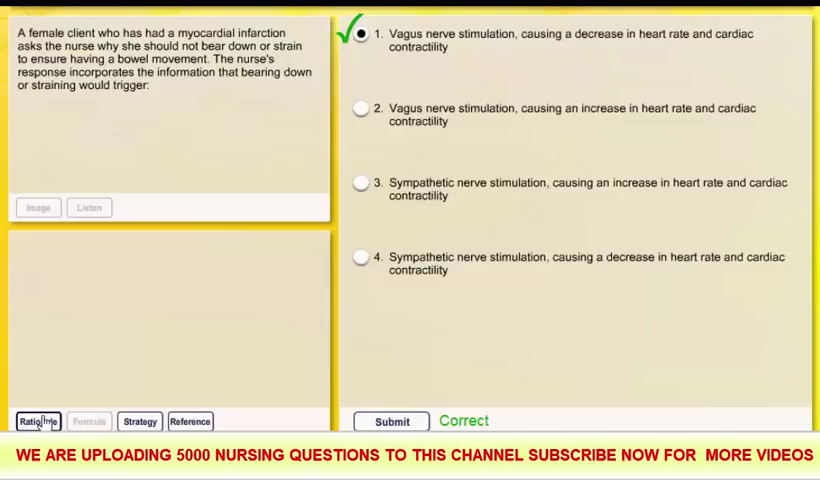 A female client who has had a myocardial infarction
asks the nurse why she should not bear down or strain
to ensure having a bowel movement. The nurse's
response incorporates the information that bearing down
or straining would trigger:
Image
Listen
1. Vagus nerve stimulation, causing a decrease in heart rate and cardiac
contractility
2. Vagus nerve stimulation, causing an increase in heart rate and cardiac
contractility
3. Sympathetic nerve stimulation, causing an increase in heart rate and cardiac
contractility
4. Sympathetic nerve stimulation, causing a decrease in heart rate and cardiac
contractility
Rationale
Formula
Strategy
Reference
Submit
Correct
WE ARE UPLOADING 5000 NURSING QUESTIONS TO THIS CHANNEL SUBSCRIBE NOW FOR MORE VIDEOS